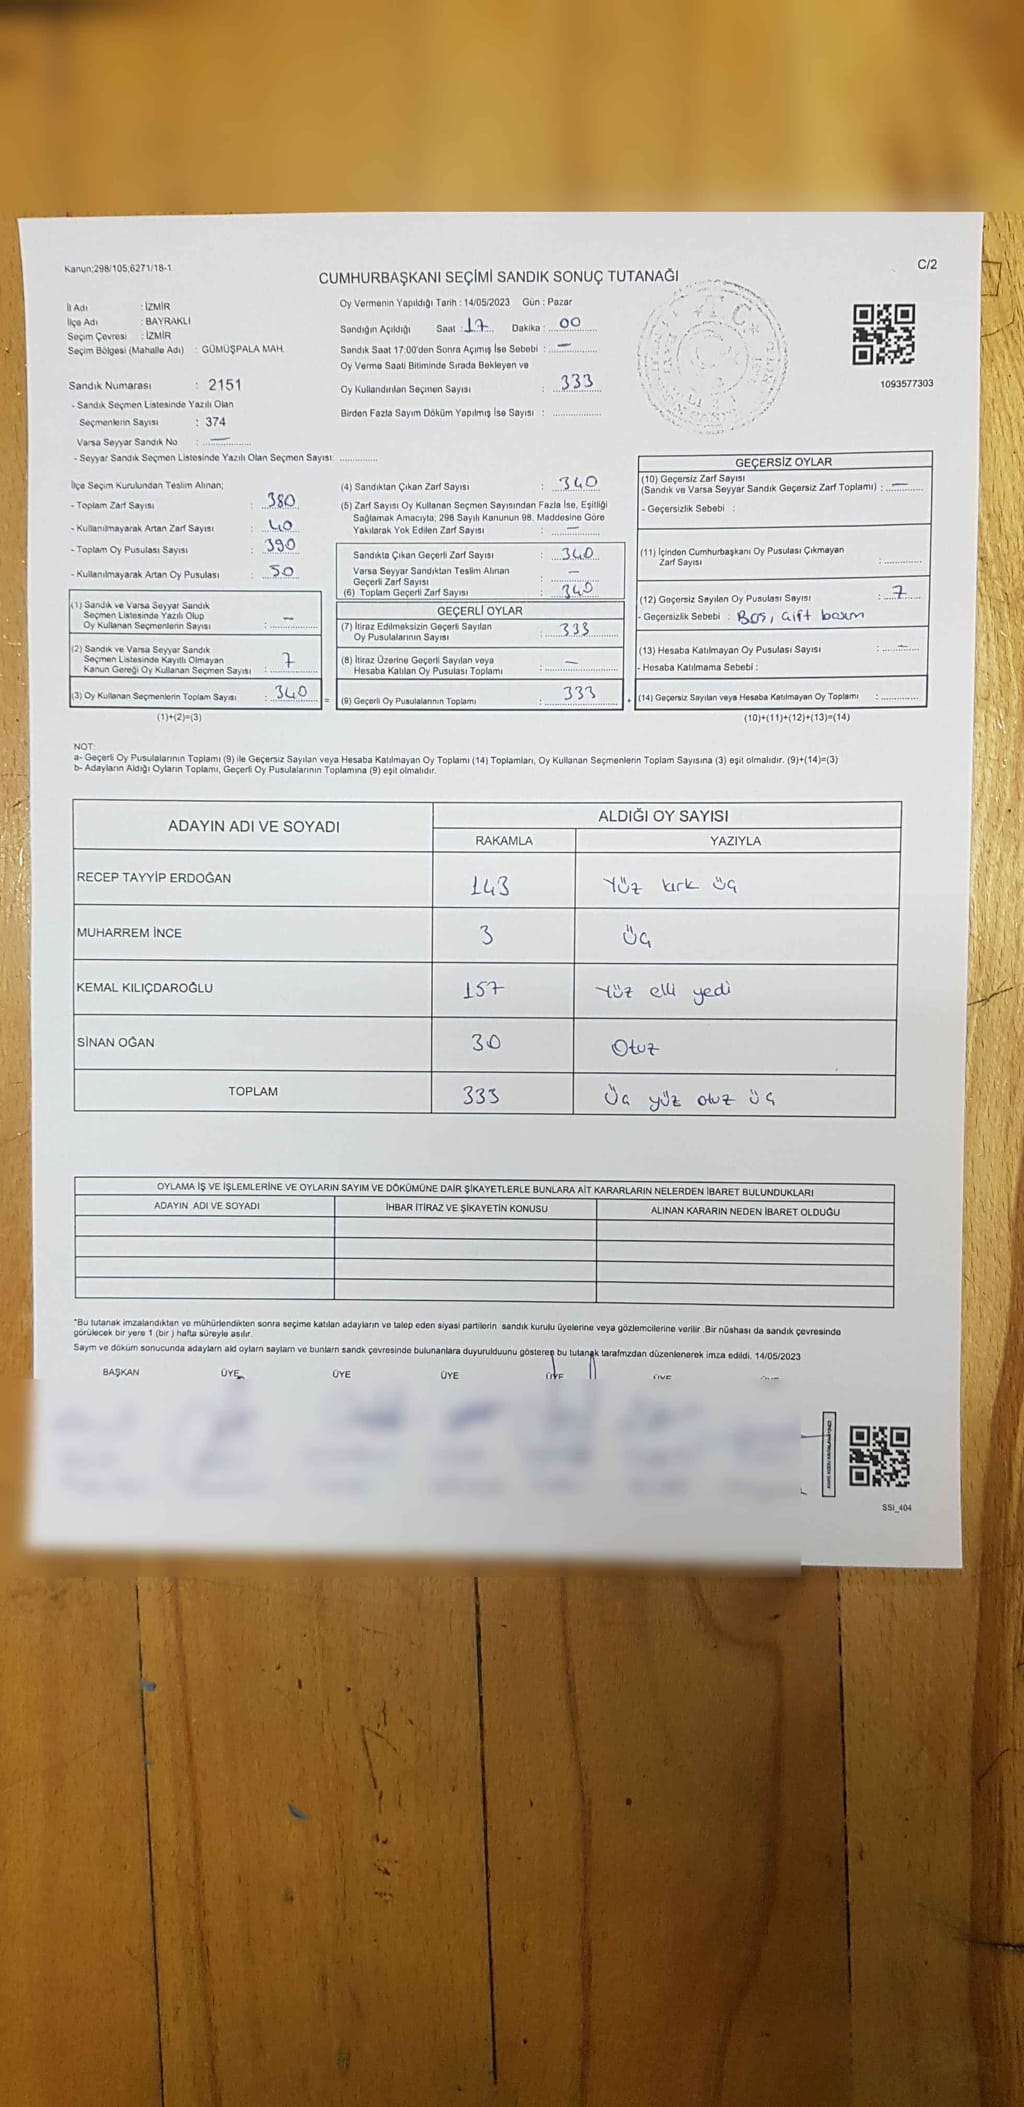 Kanun;298/105;6271/18-1
C/2
CUMHURBAŞKANI SEÇİMİ SANDIK SONUÇ TUTANAĞI
İl Adı : İZMİR
İlçe Adı : BAYRAKLI
Seçim Çevresi : İZMİR
Seçim Bölgesi (Mahalle Adı) : GÜMÜŞPALA MAH.
Sandık Numarası : 2151
- Sandık Seçmen Listesinde Yazılı Olan
Seçmenlerin Sayısı : 374
Varsa Seyyar Sandık No : —
- Seyyar Sandık Seçmen Listesinde Yazılı Olan Seçmen Sayısı: ...............
Oy Vermenin Yapıldığı Tarih : 14/05/2023 Gün : Pazar
Sandığın Açıldığı Saat : 17 Dakika : 00
Sandık Saat 17:00'den Sonra Açımış İse Sebebi : —
Oy Verme Saati Bitiminde Sırada Bekleyen ve
Oy Kullandırılan Seçmen Sayısı : 333
Birden Fazla Sayım Döküm Yapılmış İse Sayısı : ...............
1093577303
İlçe Seçim Kurulundan Teslim Alınan;
- Toplam Zarf Sayısı : 380
- Kullanılmayarak Artan Zarf Sayısı : 40
- Toplam Oy Pusulası Sayısı : 390
- Kullanılmayarak Artan Oy Pusulası : 50
(1) Sandık ve Varsa Seyyar Sandık
Seçmen Listesinde Yazılı Olup
Oy Kullanan Seçmenlerin Sayısı : —
(2) Sandık ve Varsa Seyyar Sandık
Seçmen Listesinde Kayıtlı Olmayan
Kanun Gereği Oy Kullanan Seçmen Sayısı : 7
(3) Oy Kullanan Seçmenlerin Toplam Sayısı : 340
(1)+(2)=(3)
(4) Sandıktan Çıkan Zarf Sayısı : 340
(5) Zarf Sayısı Oy Kullanan Seçmen Sayısından Fazla İse, Eşitliği
Sağlamak Amacıyla; 298 Sayılı Kanunun 98. Maddesine Göre
Yakılarak Yok Edilen Zarf Sayısı : —
Sandıkta Çıkan Geçerli Zarf Sayısı : 340
Varsa Seyyar Sandıktan Teslim Alınan
Geçerli Zarf Sayısı : —
(6) Toplam Geçerli Zarf Sayısı : 340
GEÇERLİ OYLAR
(7) İtiraz Edilmeksizin Geçerli Sayılan
Oy Pusulalarının Sayısı : 333
(8) İtiraz Üzerine Geçerli Sayılan veya
Hesaba Katılan Oy Pusulası Toplamı : —
=
(9) Geçerli Oy Pusulalarının Toplamı : 333
+
GEÇERSİZ OYLAR
(10) Geçersiz Zarf Sayısı
(Sandık ve Varsa Seyyar Sandık Geçersiz Zarf Toplamı) : —
- Geçersizlik Sebebi :
(11) İçinden Cumhurbaşkanı Oy Pusulası Çıkmayan
Zarf Sayısı : ...............
(12) Geçersiz Sayılan Oy Pusulası Sayısı : 7
- Geçersizlik Sebebi : Boş, çift basım
(13) Hesaba Katılmayan Oy Pusulası Sayısı : —
- Hesaba Katılmama Sebebi :
(14) Geçersiz Sayılan veya Hesaba Katılmayan Oy Toplamı : ...............
(10)+(11)+(12)+(13)=(14)
NOT:
a- Geçerli Oy Pusulalarının Toplamı (9) ile Geçersiz Sayılan veya Hesaba Katılmayan Oy Toplamı (14) Toplamları, Oy Kullanan Seçmenlerin Toplam Sayısına (3) eşit olmalıdır. (9)+(14)=(3)
b- Adayların Aldığı Oyların Toplamı, Geçerli Oy Pusulalarının Toplamına (9) eşit olmalıdır.
ADAYIN ADI VE SOYADI ALDIĞI OY SAYISI
RAKAMLA YAZIYLA
RECEP TAYYİP ERDOĞAN 143 Yüz kırk üç
MUHARREM İNCE 3 Üç
KEMAL KILIÇDAROĞLU 157 Yüz elli yedi
SİNAN OĞAN 30 Otuz
TOPLAM 333 Üç yüz otuz üç
OYLAMA İŞ VE İŞLEMLERİNE VE OYLARIN SAYIM VE DÖKÜMÜNE DAİR ŞİKAYETLERLE BUNLARA AİT KARARLARIN NELERDEN İBARET BULUNDUKLARI
ADAYIN ADI VE SOYADI İHBAR İTİRAZ VE ŞİKAYETİN KONUSU ALINAN KARARIN NEDEN İBARET OLDUĞU
*Bu tutanak imzalandıktan ve mühürlendikten sonra seçime katılan adayların ve talep eden siyasi partilerin sandık kurulu üyelerine veya gözlemcilerine verilir .Bir nüshası da sandık çevresinde
görülecek bir yere 1 (bir ) hafta süreyle asılır.
Saym ve döküm sonucunda adaylarn ald oylarn saylarn ve bunlarn sandk çevresinde bulunanlara duyurulduunu gösteren bu tutanak tarafmzdan düzenlenerek imza edildi. 14/05/2023
BAŞKAN ÜYE ÜYE ÜYE ÜYE ÜYE
SSI_404